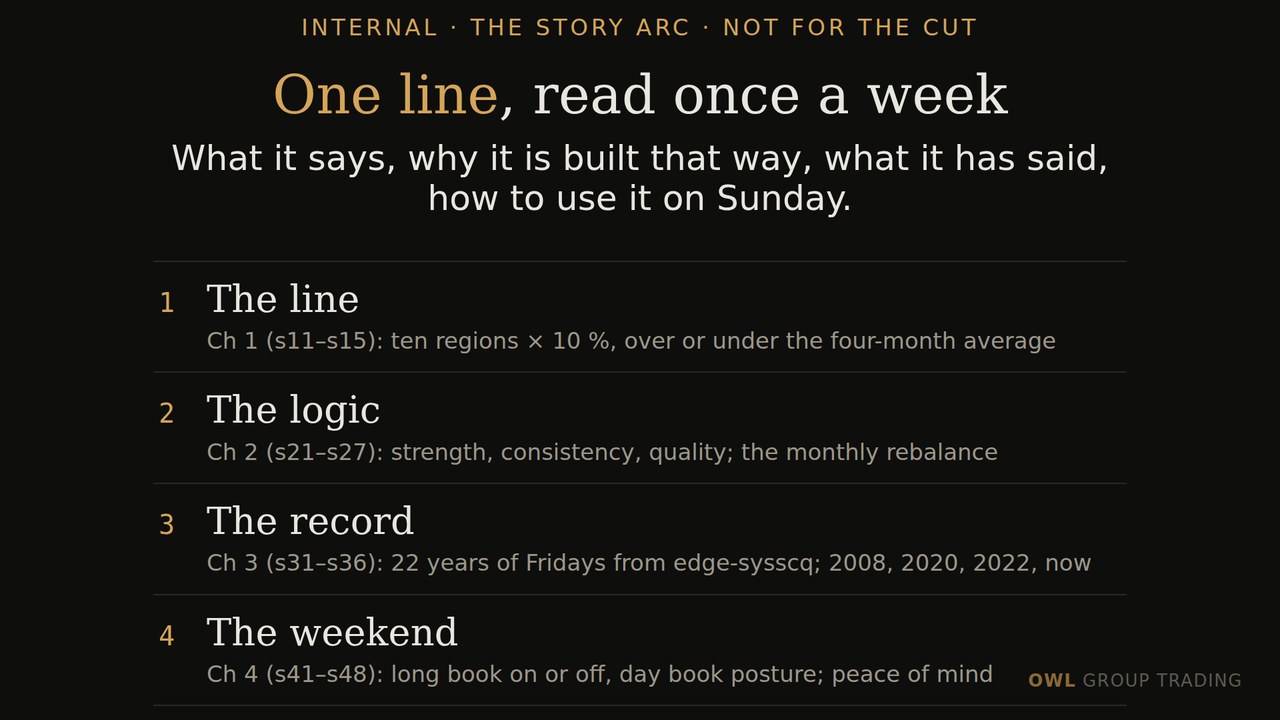 INTERNAL · THE STORY ARC · NOT FOR THE CUT
One line, read once a week
What it says, why it is built that way, what it has said,
how to use it on Sunday.
1 The line
Ch 1 (s11–s15): ten regions × 10 %, over or under the four-month average
2 The logic
Ch 2 (s21–s27): strength, consistency, quality; the monthly rebalance
3 The record
Ch 3 (s31–s36): 22 years of Fridays from edge-sysscq; 2008, 2020, 2022, now
4 The weekend
Ch 4 (s41–s48): long book on or off, day book posture; peace of mind
OWL GROUP TRADING